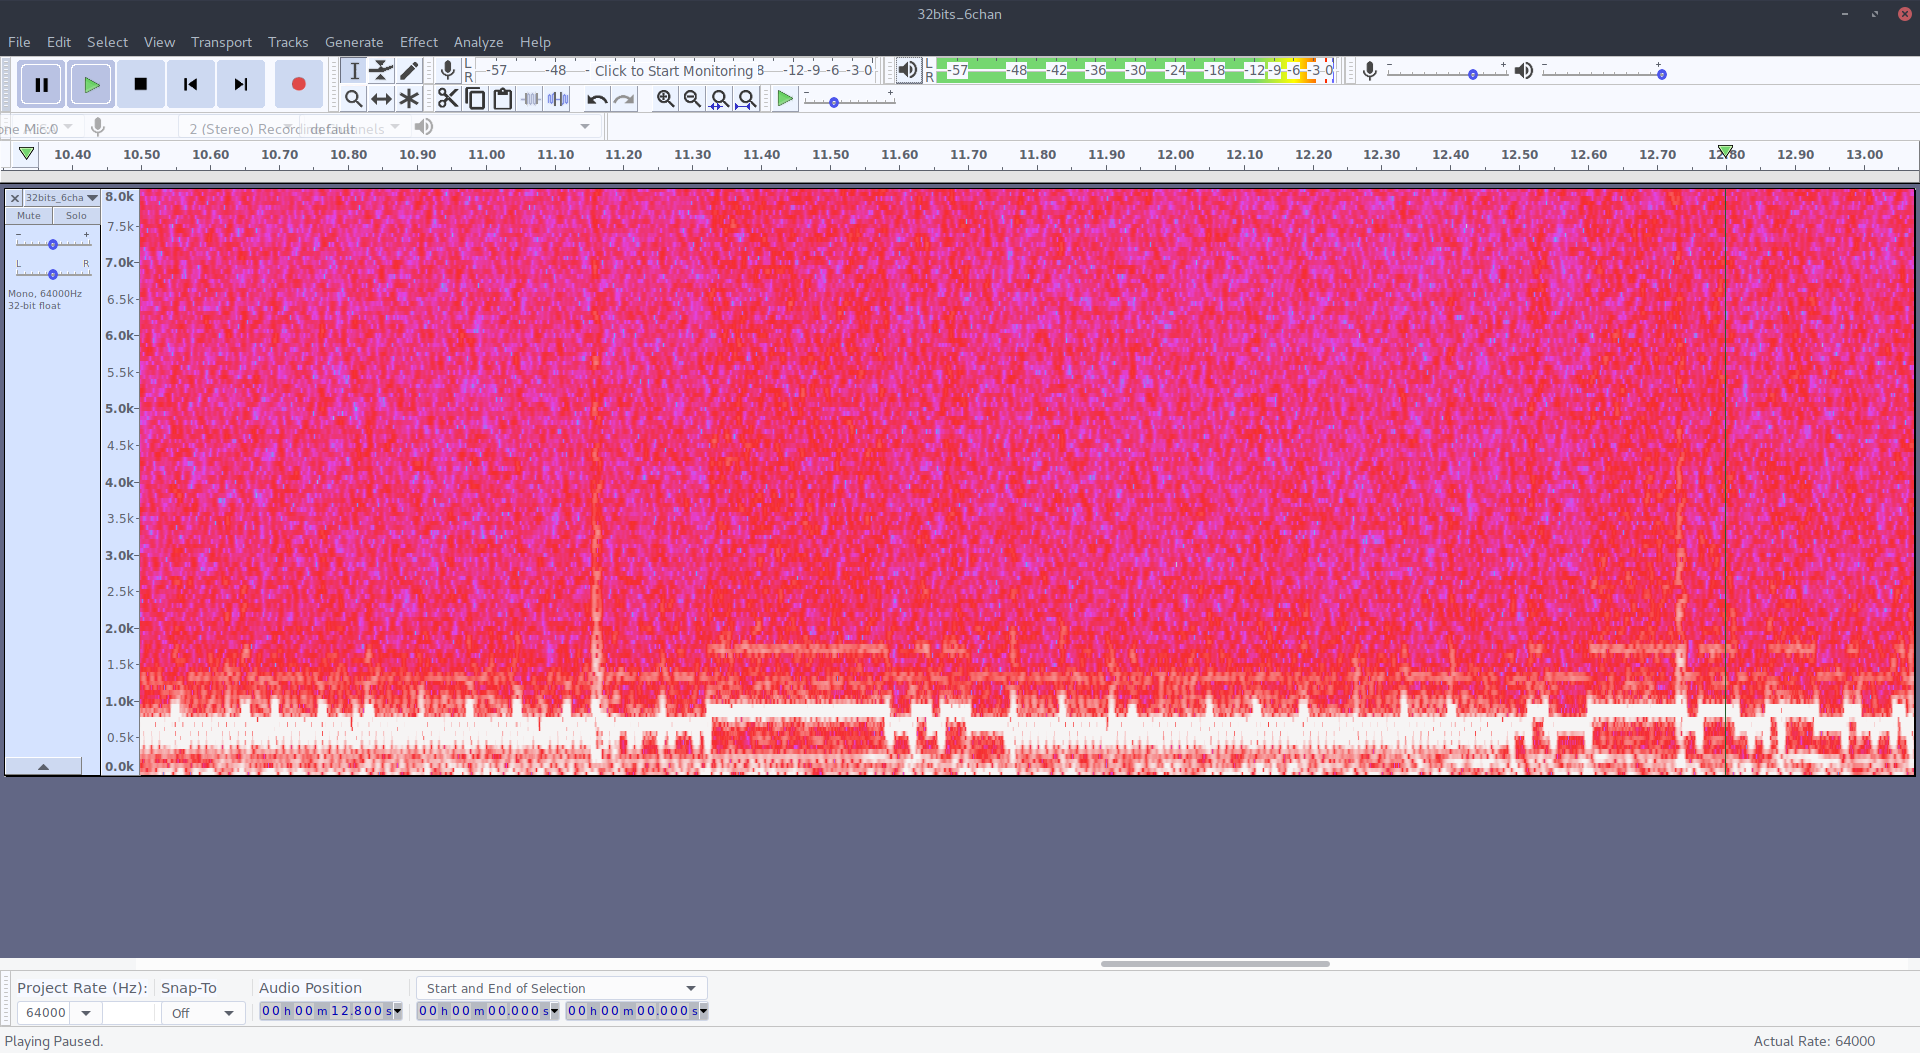 32bits_6chan
File Edit Select View Transport Tracks Generate Effect Analyze Help
L -57 -48 - Click to Start Monitoring 8 -12 -9 -6 -3 0 L -57 -48 -42 -36 -30 -24 -18 -12 -9 -6 -3 0
R R
- + - +
- +
one Mic:0 2 (Stereo) Recording Channels default
10.40 10.50 10.60 10.70 10.80 10.90 11.00 11.10 11.20 11.30 11.40 11.50 11.60 11.70 11.80 11.90 12.00 12.10 12.20 12.30 12.40 12.50 12.60 12.70 12.80 12.90 13.00
32bits_6cha
Mute Solo
- +
L R
Mono, 64000Hz
32-bit float
8.0k
7.5k
7.0k
6.5k
6.0k
5.5k
5.0k
4.5k
4.0k
3.5k
3.0k
2.5k
2.0k
1.5k
1.0k
0.5k
0.0k
Project Rate (Hz): Snap-To Audio Position Start and End of Selection
64000 Off 00 h 00 m 12.800 s 00 h 00 m 00.000 s 00 h 00 m 00.000 s
Playing Paused. Actual Rate: 64000